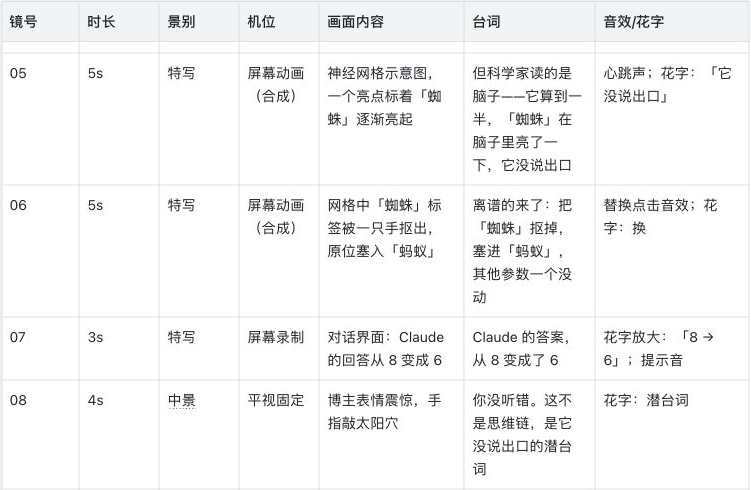 镜号 时长 景别 机位 画面内容 台词 音效/花字
05 5s 特写 屏幕动画 神经网格示意图， 但科学家读的是 心跳声；花字：「它
（合成） 一个亮点标着「蜘 脑子——它算到一 没说出口」
蛛」逐渐亮起 半，「蜘蛛」在
脑子里亮了一
下，它没说出口
06 5s 特写 屏幕动画 网格中「蜘蛛」标 离谱的来了：把 替换点击音效；花
（合成） 签被一只手抠出， 「蜘蛛」抠掉， 字：换
原位塞入「蚂蚁」 塞进「蚂蚁」，
其他参数一个没
动
07 3s 特写 屏幕录制 对话界面：Claude Claude 的答案， 花字放大：「8 →
的回答从 8 变成 6 从 8 变成了 6 6」；提示音
08 4s 中景 平视固定 博主表情震惊，手 你没听错。这不 花字：潜台词
指敲太阳穴 是思维链，是它
没说出口的潜台
词